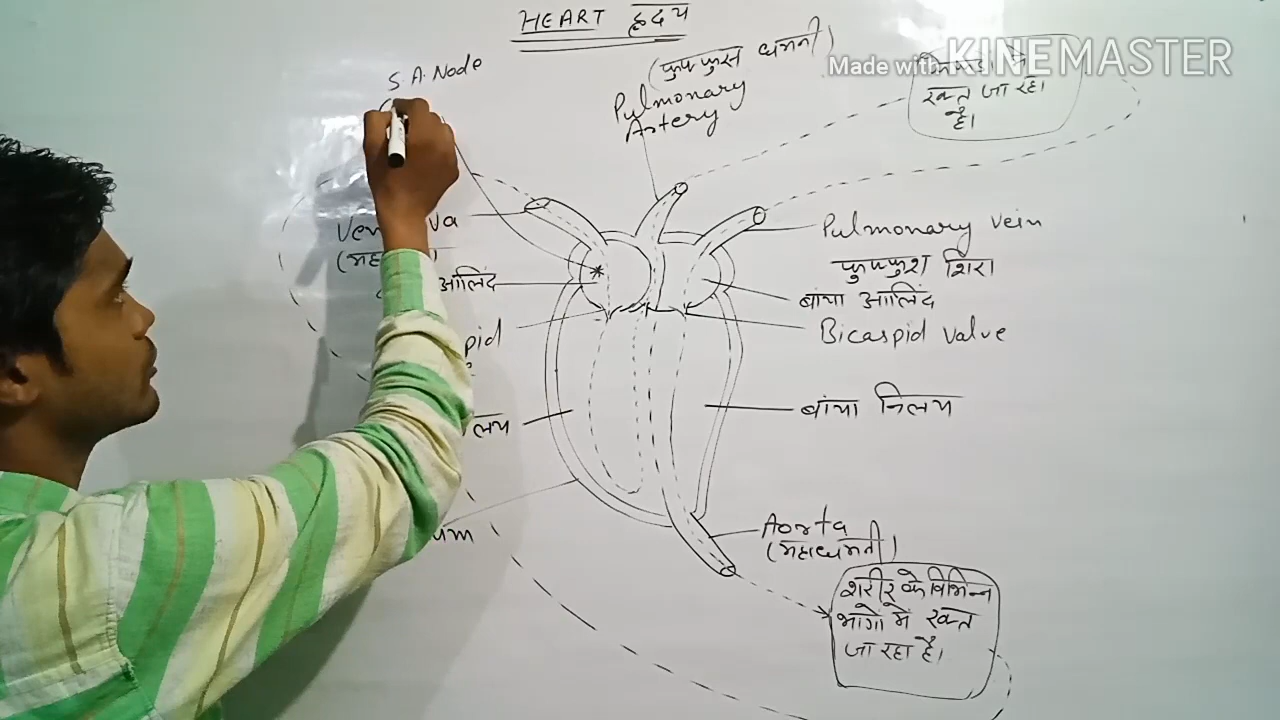 HEART हृदय
Made with KINEMASTER
S.A. Node
(फुफ्फुस धमनी)
Pulmonary
Artery
रक्त जा रहा
है।
Pulmonary vein
फुफ्फुश शिरा
आलिंद
बांया आलिंद
Bicaspid valve
बांया निलय
Aorta
(महाधमनी)
शरीर के विभिन्न
भागो में रक्त
जा रहा है।